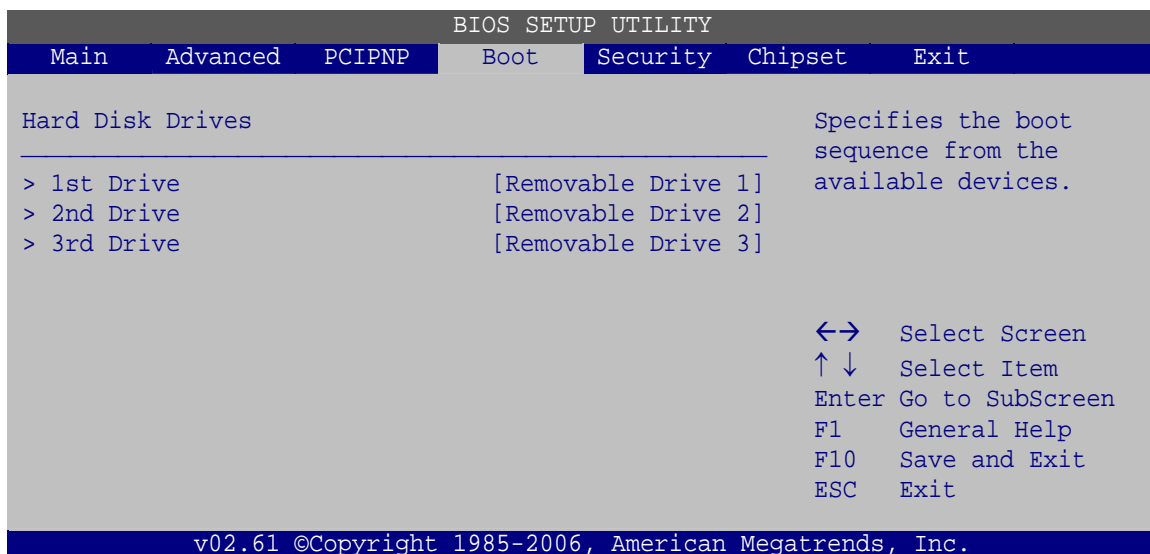 BIOS SETUP UTILITY
Main Advanced PCIPNP Boot Security Chipset Exit
Hard Disk Drives
> 1st Drive [Removable Drive 1]
> 2nd Drive [Removable Drive 2]
> 3rd Drive [Removable Drive 3]
Specifies the boot
sequence from the
available devices.
←→ Select Screen
↑ ↓ Select Item
Enter Go to SubScreen
F1 General Help
F10 Save and Exit
ESC Exit
v02.61 ©Copyright 1985-2006, American Megatrends, Inc.